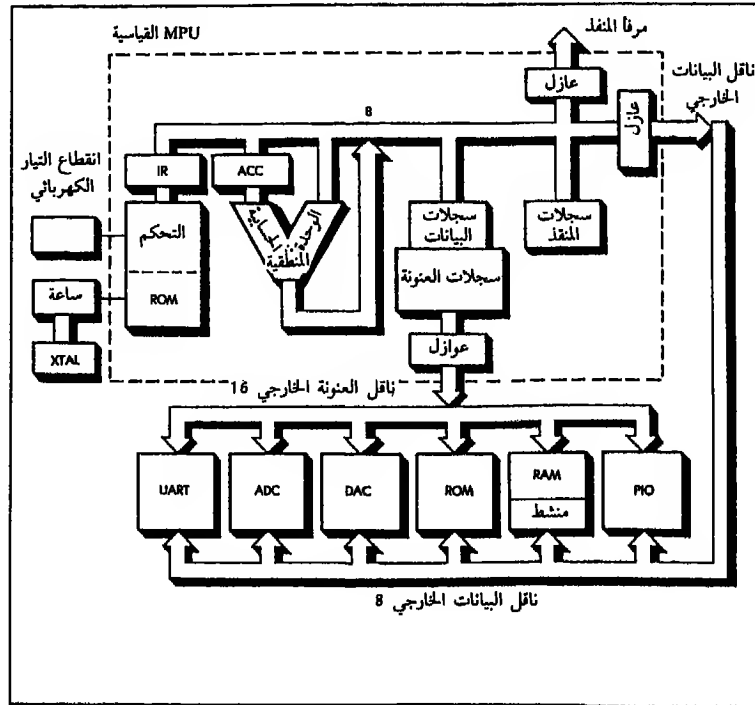 مرفأ المنفذ
MPU القياسية
ناقل البيانات
الخارجي
عازل
عازل
8
انقطاع التيار
الكهربائي
IR
ACC
التحكم
ROM
ساعة
XTAL
الوحدة
الحسابية
المنطقية
سجلات
البيانات
سجلات العنونة
سجلات
المنفذ
عوازل
ناقل العنونة الخارجي 16
UART
ADC
DAC
ROM
RAM
منشط
PIO
ناقل البيانات الخارجي 8